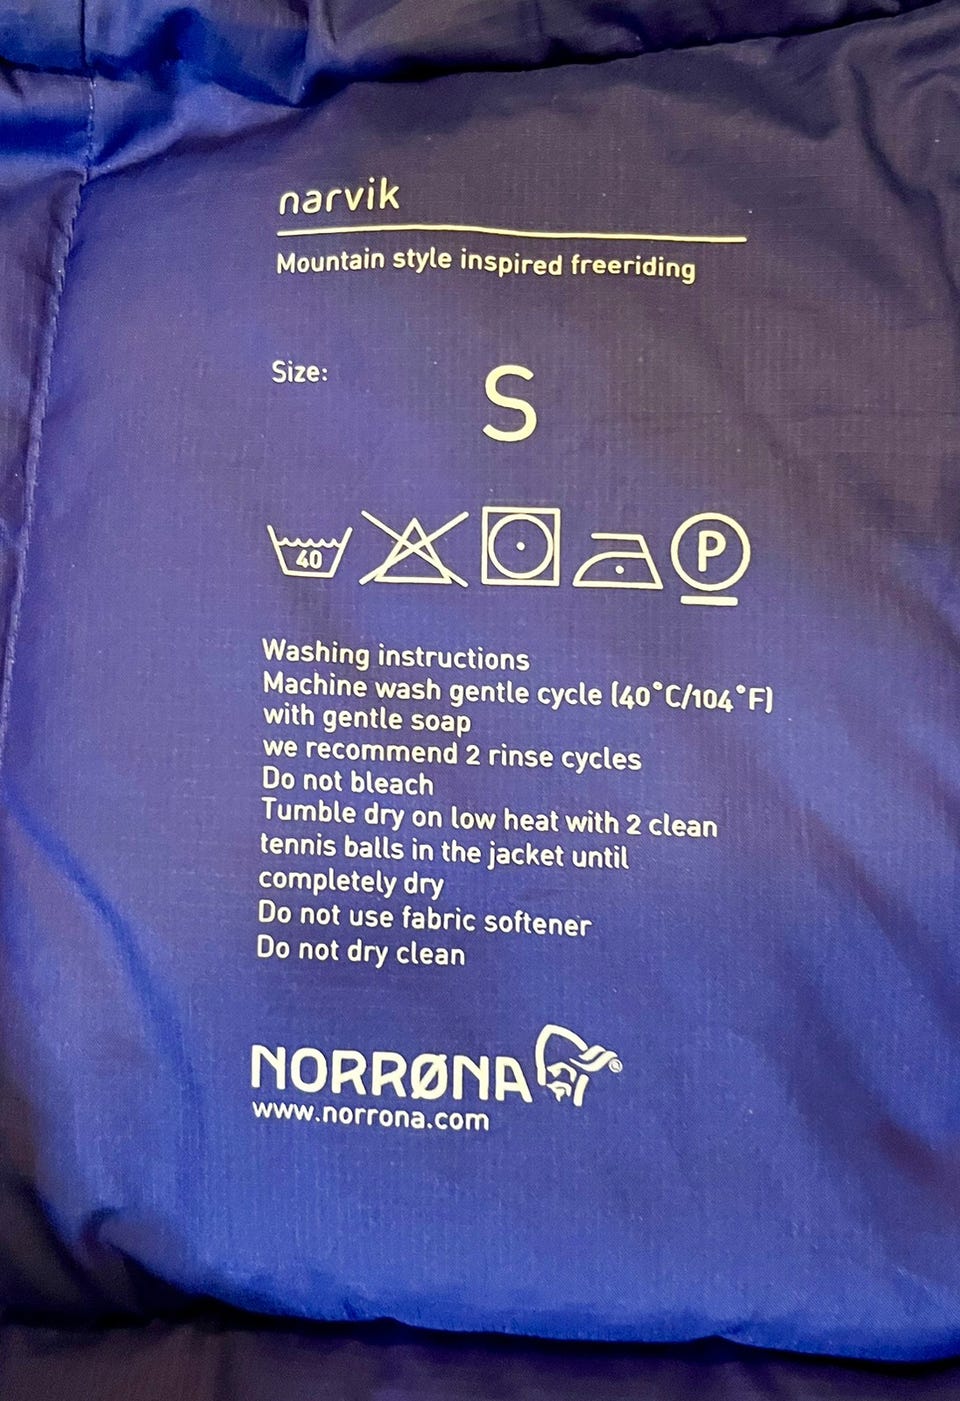 narvik
Mountain style inspired freeriding
Size: S
40 P
Washing instructions
Machine wash gentle cycle (40°C/104°F)
with gentle soap
we recommend 2 rinse cycles
Do not bleach
Tumble dry on low heat with 2 clean
tennis balls in the jacket until
completely dry
Do not use fabric softener
Do not dry clean
NORRØNA ®
www.norrona.com